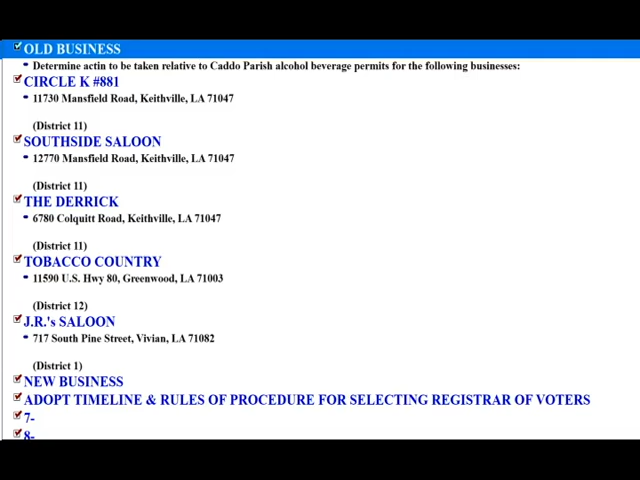 OLD BUSINESS
Determine actin to be taken relative to Caddo Parish alcohol beverage permits for the following businesses:
CIRCLE K #881
11730 Mansfield Road, Keithville, LA 71047
(District 11)
SOUTHSIDE SALOON
12770 Mansfield Road, Keithville, LA 71047
(District 11)
THE DERRICK
6780 Colquitt Road, Keithville, LA 71047
(District 11)
TOBACCO COUNTRY
11590 U.S. Hwy 80, Greenwood, LA 71003
(District 12)
J.R.'s SALOON
717 South Pine Street, Vivian, LA 71082
(District 1)
NEW BUSINESS
ADOPT TIMELINE & RULES OF PROCEDURE FOR SELECTING REGISTRAR OF VOTERS
7-
8-